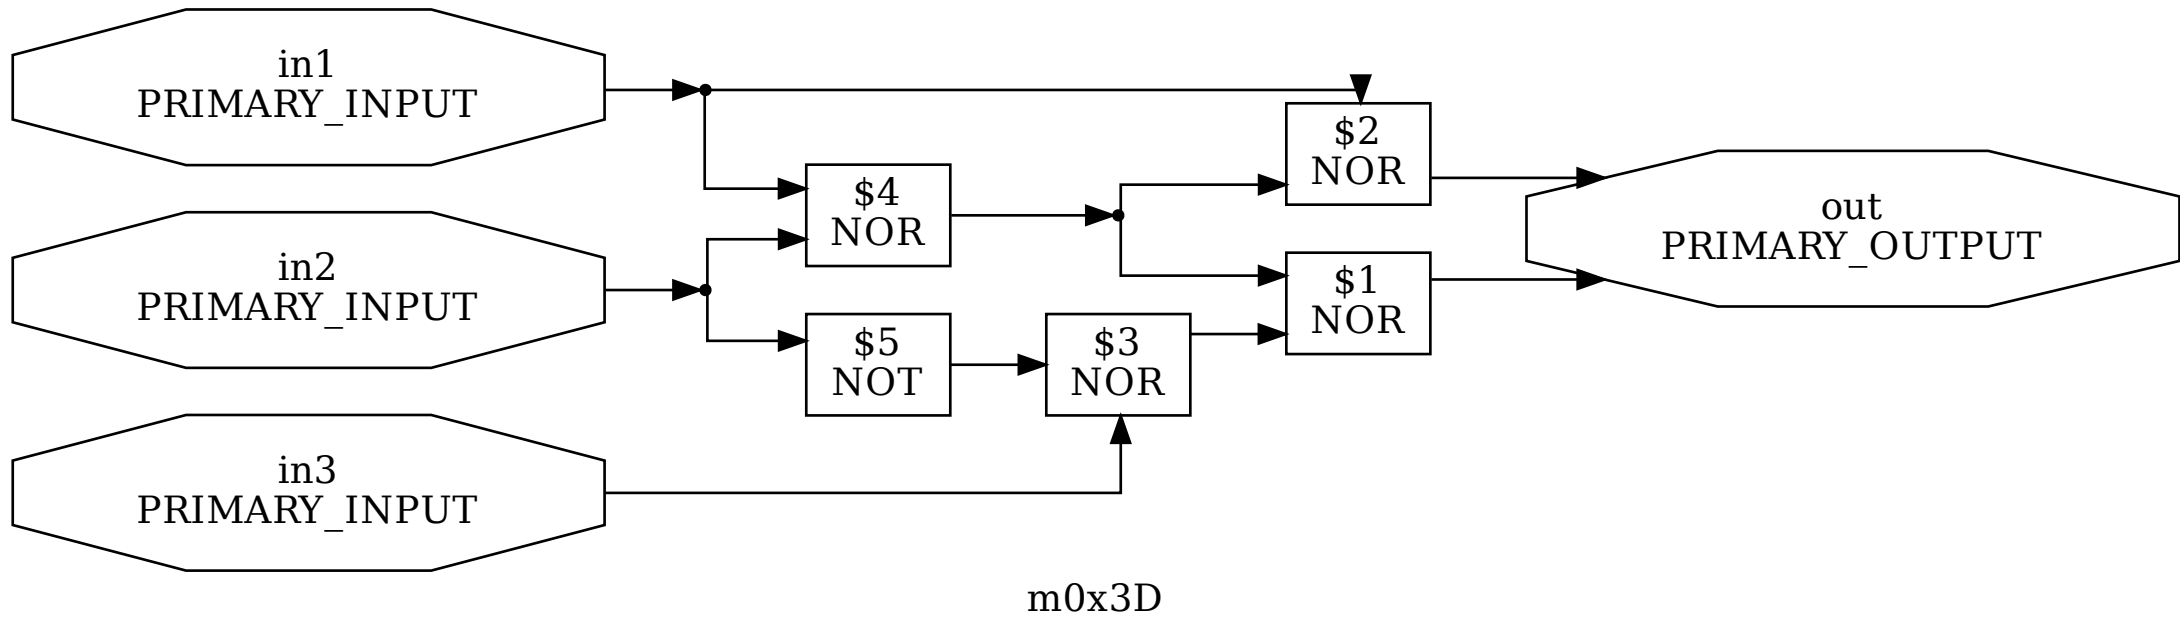 in1
PRIMARY_INPUT
$2
NOR
$4
NOR
out
PRIMARY_OUTPUT
in2
PRIMARY_INPUT
$1
NOR
$5
NOT
$3
NOR
in3
PRIMARY_INPUT
m0x3D